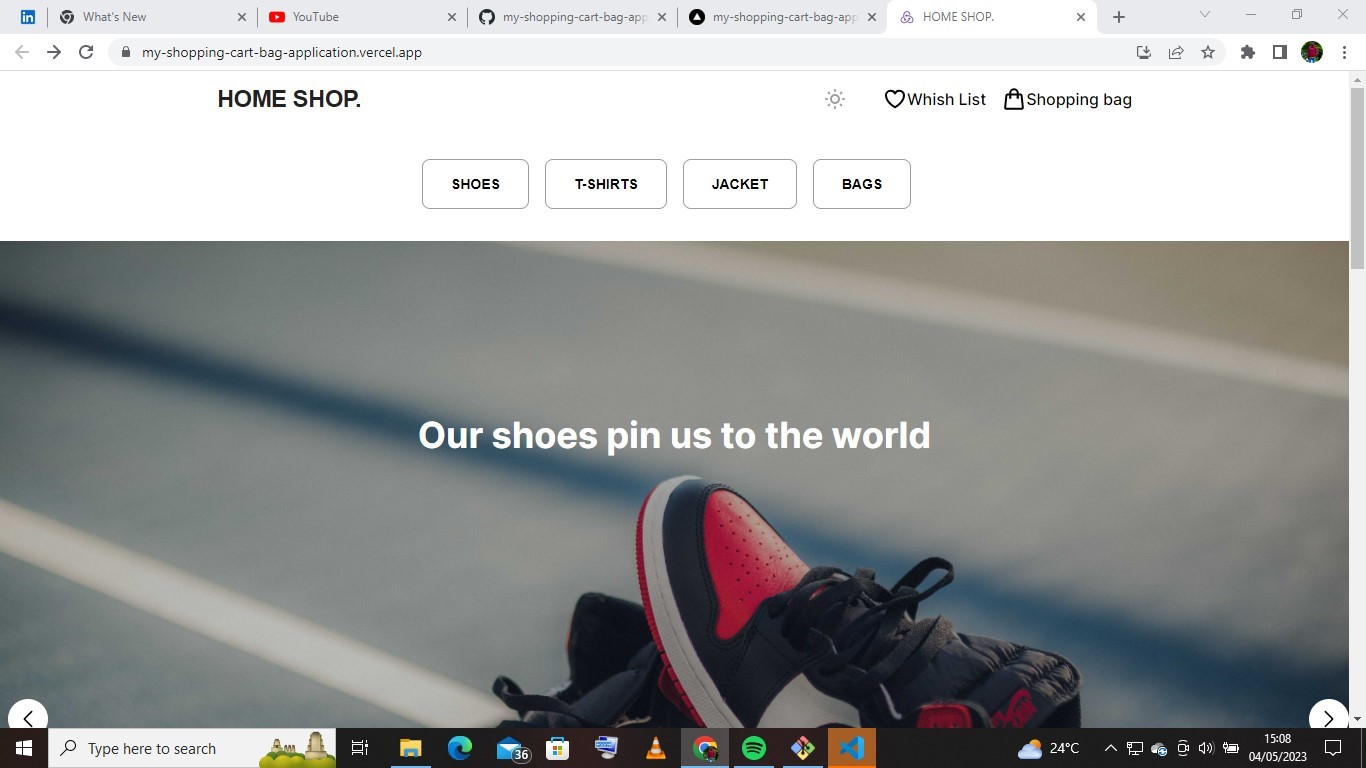 What's New
YouTube
my-shopping-cart-bag-app
my-shopping-cart-bag-app
HOME SHOP.
my-shopping-cart-bag-application.vercel.app
HOME SHOP.
Whish List
Shopping bag
SHOES
T-SHIRTS
JACKET
BAGS
Our shoes pin us to the world
Type here to search
36
24°C
15:08
04/05/2023